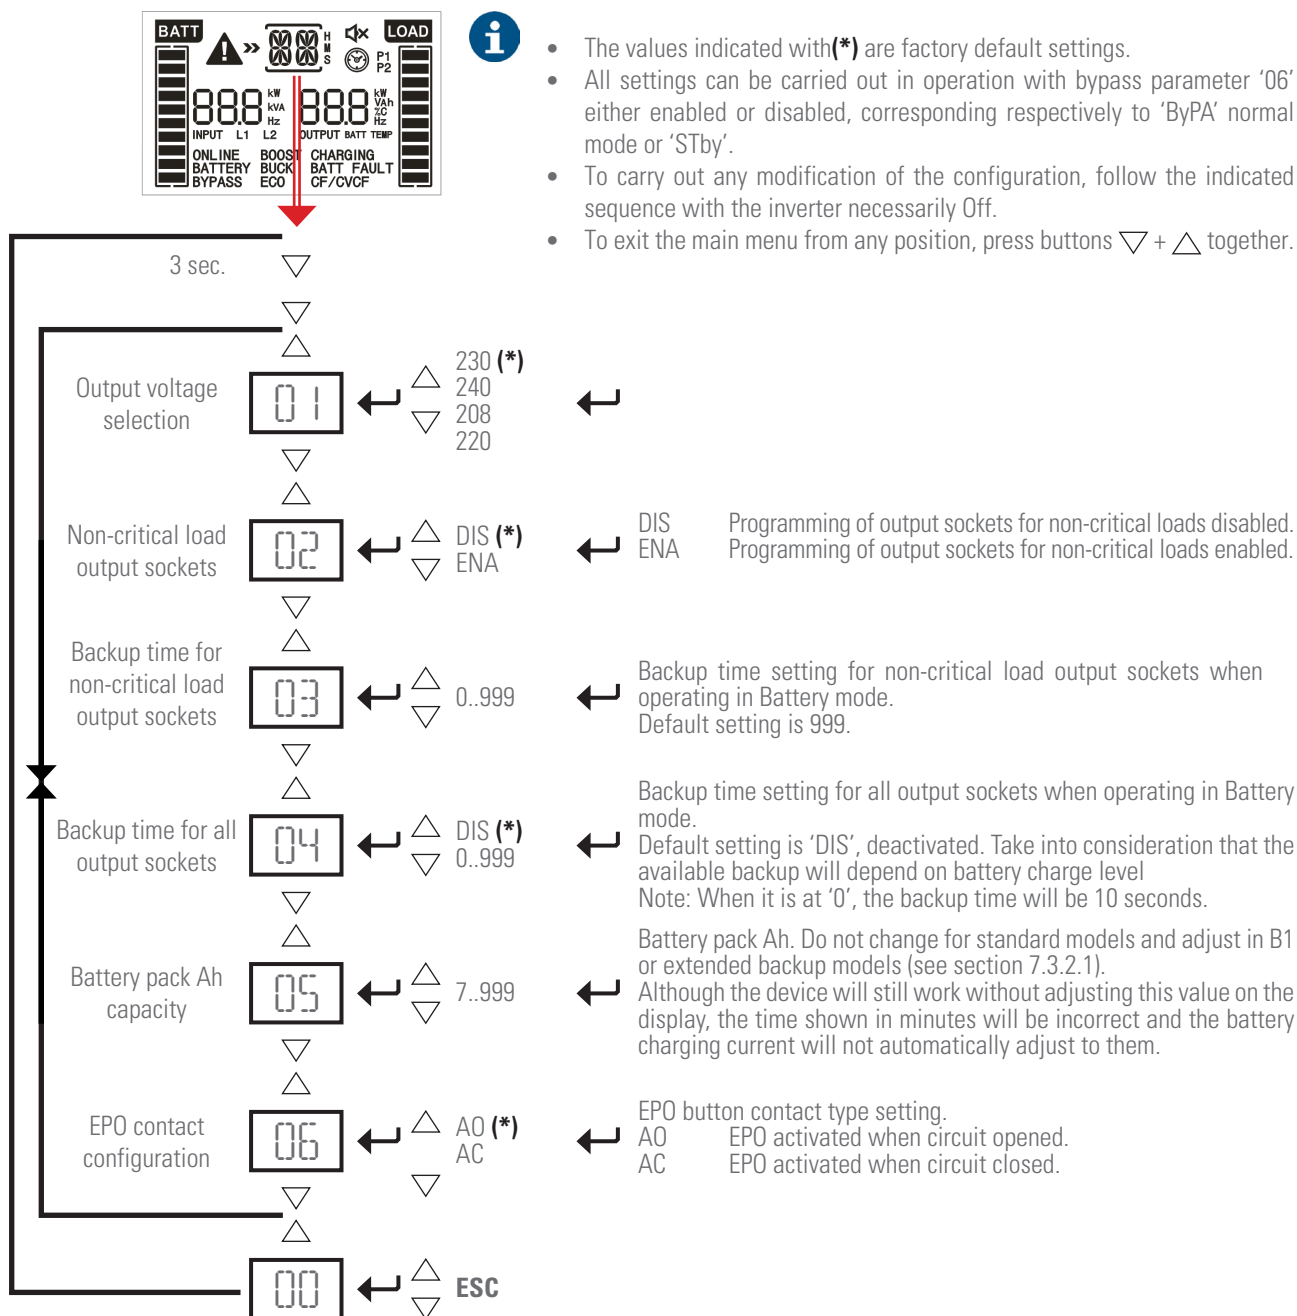 BATT
LOAD
H
M
S
P1
P2
88
88.8
kW
kVA
Hz
88.8
kW
VAh
%C
Hz
INPUT L1 L2 OUTPUT BATT TEMP
ONLINE BOOST CHARGING
BATTERY BUCK BATT FAULT
BYPASS ECO CF/CVCF
i
• The values indicated with(*) are factory default settings.
• All settings can be carried out in operation with bypass parameter ‘06’
either enabled or disabled, corresponding respectively to ‘ByPA’ normal
mode or ‘STby’.
• To carry out any modification of the configuration, follow the indicated
sequence with the inverter necessarily Off.
• To exit the main menu from any position, press buttons ▽ + △ together.
3 sec.
Output voltage
selection
01
230 (*)
240
208
220
Non-critical load
output sockets
02
DIS (*)
ENA
DIS Programming of output sockets for non-critical loads disabled.
ENA Programming of output sockets for non-critical loads enabled.
Backup time for
non-critical load
output sockets
03
0..999
Backup time setting for non-critical load output sockets when
operating in Battery mode.
Default setting is 999.
Backup time for all
output sockets
04
DIS (*)
0..999
Backup time setting for all output sockets when operating in Battery
mode.
Default setting is ‘DIS’, deactivated. Take into consideration that the
available backup will depend on battery charge level
Note: When it is at ‘0’, the backup time will be 10 seconds.
Battery pack Ah
capacity
05
7..999
Battery pack Ah. Do not change for standard models and adjust in B1
or extended backup models (see section 7.3.2.1).
Although the device will still work without adjusting this value on the
display, the time shown in minutes will be incorrect and the battery
charging current will not automatically adjust to them.
EPO contact
configuration
06
AO (*)
AC
EPO button contact type setting.
AO EPO activated when circuit opened.
AC EPO activated when circuit closed.
00
ESC